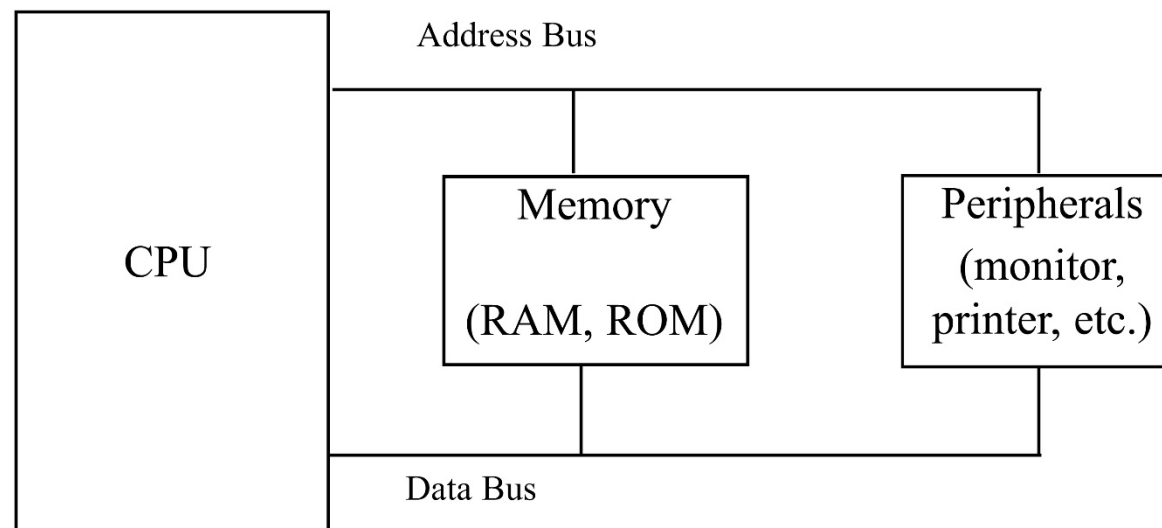 Address Bus
CPU
Memory
(RAM, ROM)
Peripherals
(monitor,
printer, etc.)
Data Bus